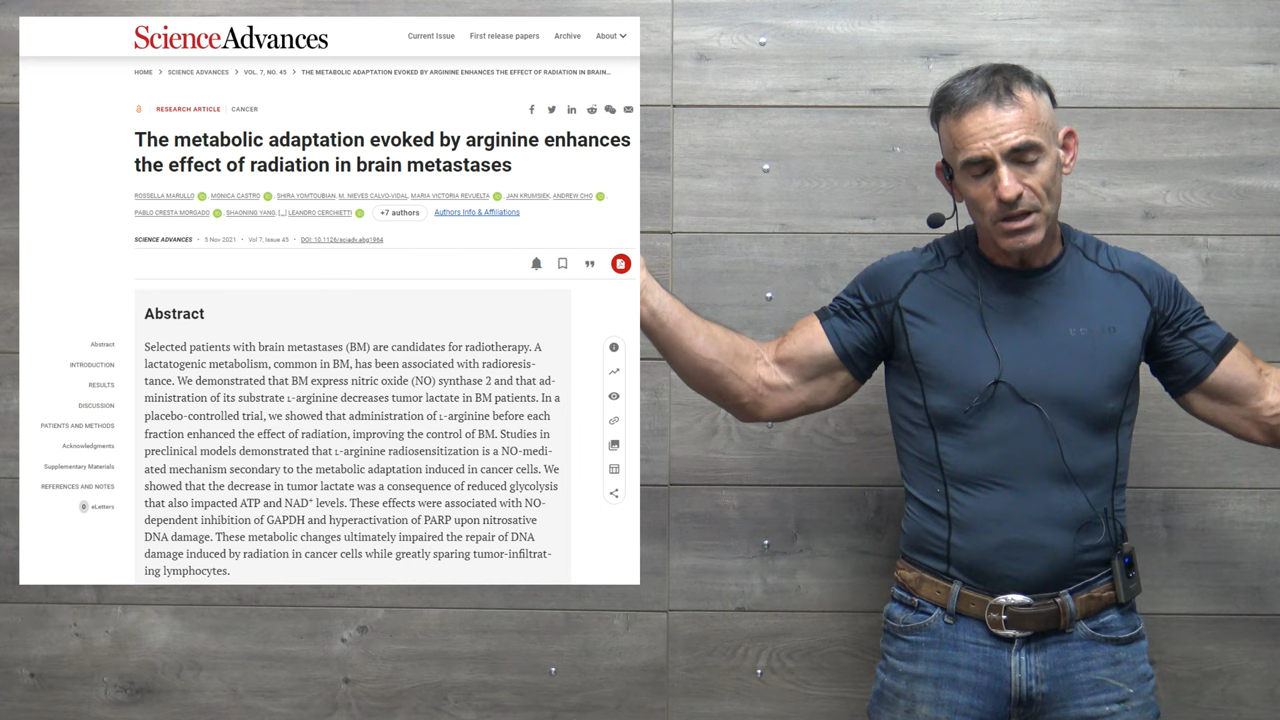 ScienceAdvances
Current Issue First release papers Archive About
HOME > SCIENCE ADVANCES > VOL. 7, NO. 45 > THE METABOLIC ADAPTATION EVOKED BY ARGININE ENHANCES THE EFFECT OF RADIATION IN BRAIN...
RESEARCH ARTICLE CANCER
The metabolic adaptation evoked by arginine enhances
the effect of radiation in brain metastases
ROSSELLA MARULLO, MONICA CASTRO, SHIRA YOMTOUBIAN, M. NIEVES CALVO-VIDAL, MARIA VICTORIA REVUELTA, JAN KRUMSIEK, ANDREW CHO,
PABLO CRESTA MORGADO, SHAONING YANG, [...] LEANDRO CERCHIETTI +7 authors Authors Info & Affiliations
SCIENCE ADVANCES • 5 Nov 2021 • Vol 7, Issue 45 • DOI: 10.1126/sciadv.abg1964
Abstract
Selected patients with brain metastases (BM) are candidates for radiotherapy. A
lactatogenic metabolism, common in BM, has been associated with radioresis-
tance. We demonstrated that BM express nitric oxide (NO) synthase 2 and that ad-
ministration of its substrate L-arginine decreases tumor lactate in BM patients. In a
placebo-controlled trial, we showed that administration of L-arginine before each
fraction enhanced the effect of radiation, improving the control of BM. Studies in
preclinical models demonstrated that L-arginine radiosensitization is a NO-medi-
ated mechanism secondary to the metabolic adaptation induced in cancer cells. We
showed that the decrease in tumor lactate was a consequence of reduced glycolysis
that also impacted ATP and NAD+ levels. These effects were associated with NO-
dependent inhibition of GAPDH and hyperactivation of PARP upon nitrosative
DNA damage. These metabolic changes ultimately impaired the repair of DNA
damage induced by radiation in cancer cells while greatly sparing tumor-infiltrat-
ing lymphocytes.
Abstract
INTRODUCTION
RESULTS
DISCUSSION
PATIENTS AND METHODS
Acknowledgments
Supplementary Materials
REFERENCES AND NOTES
0 eLetters